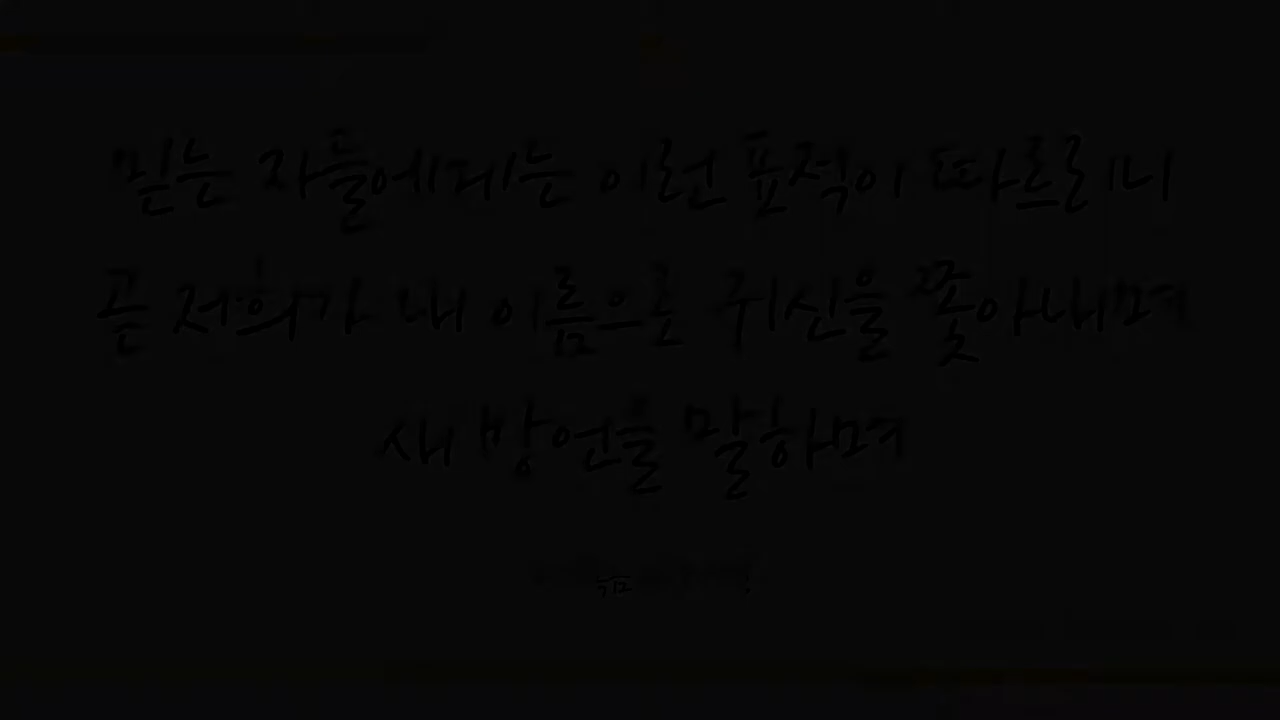 믿는 자들에게는 이런 표적이 따르리니
곧 저희가 내 이름으로 귀신을 쫓아내며
새 방언을 말하며